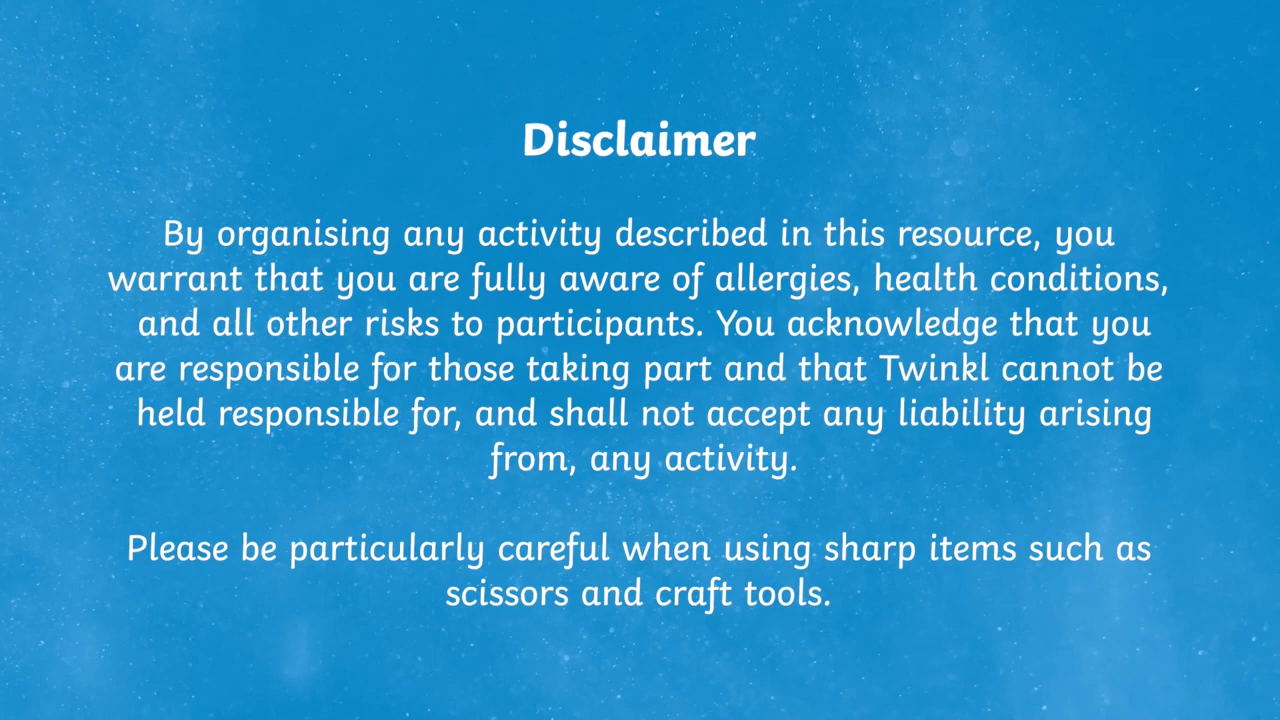 Disclaimer
By organising any activity described in this resource, you
warrant that you are fully aware of allergies, health conditions,
and all other risks to participants. You acknowledge that you
are responsible for those taking part and that Twinkl cannot be
held responsible for, and shall not accept any liability arising
from, any activity.
Please be particularly careful when using sharp items such as
scissors and craft tools.